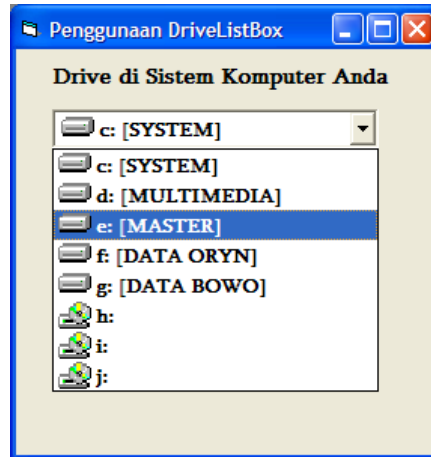 Penggunaan DriveListBox
Drive di Sistem Komputer Anda
c: [SYSTEM]
c: [SYSTEM]
d: [MULTIMEDIA]
e: [MASTER]
f: [DATA ORYN]
g: [DATA BOWO]
h:
i:
j: